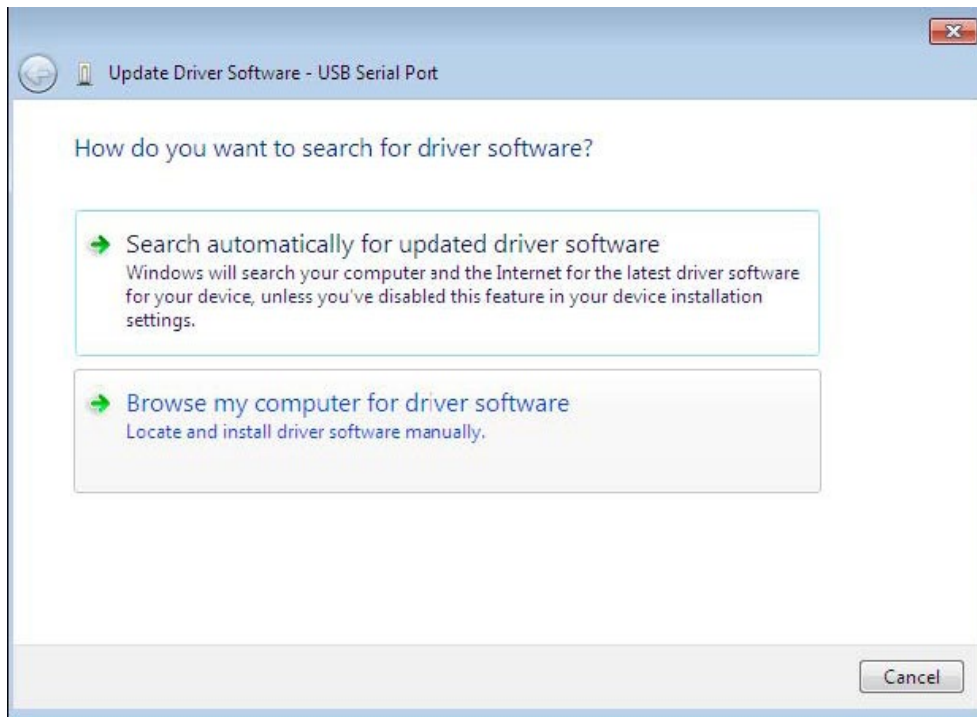 Update Driver Software - USB Serial Port
How do you want to search for driver software?
Search automatically for updated driver software
Windows will search your computer and the Internet for the latest driver software
for your device, unless you've disabled this feature in your device installation
settings.
Browse my computer for driver software
Locate and install driver software manually.
Cancel